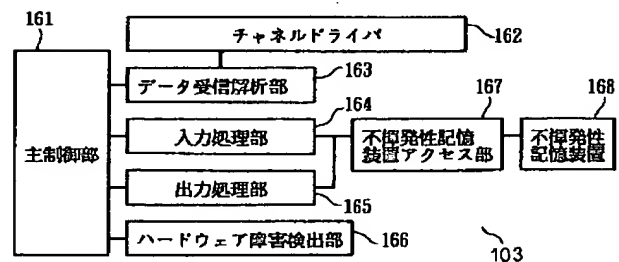 161
チャネルドライバ
162
データ受信解析部
163
164
入力処理部
167
168
主制御部
不揮発性記憶
装置アクセス部
不揮発性
記憶装置
出力処理部
165
ハードウェア障害検出部
166
103